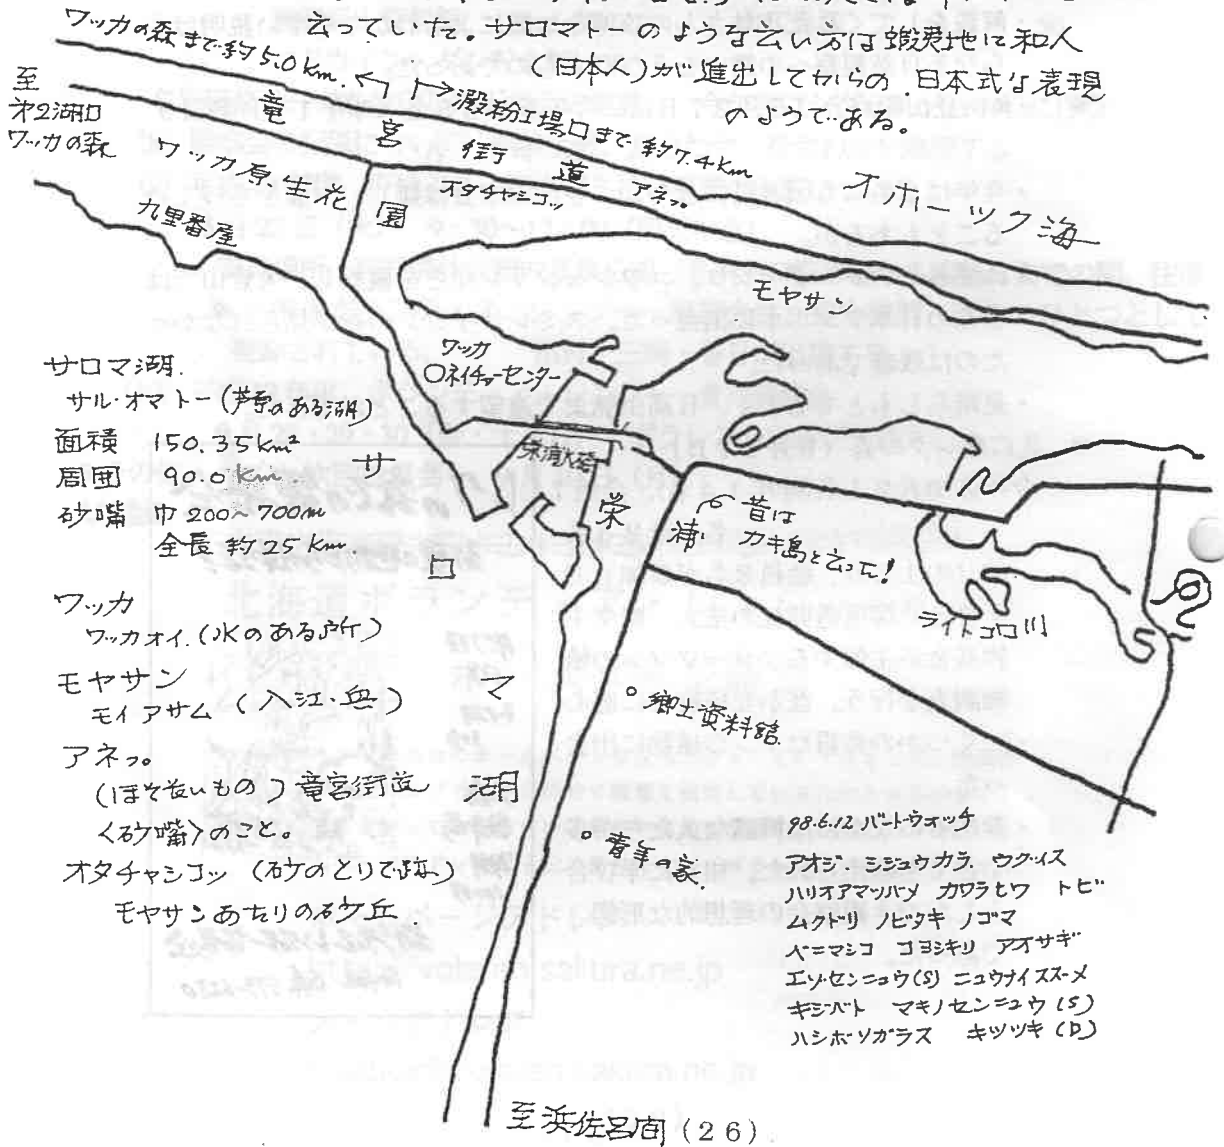 云っていた。サロマトーのような云い方は蝦夷地に和人
(日本人)が進出してからの.日本式な表現
のようである。
ワッカの森まで約5.0km.
澱粉工場口まで約7.4km
至
第2湖口
ワッカの森
竜宮街道
ワッカ原生花園
オタチャシコッ
アネップ
オホーツク海
九里番屋
モヤサン
ワッカ
ネイチャーセンター
栄浦大橋
サロマ湖.
サル・オマトー(芦原のある湖)
面積 150.35km²
周囲 90.0km.
砂嘴 巾200~700m
全長約25km.
サロマ湖
栄浦
昔は
カキ島と云った!
ライトコロ川
ワッカ
ワッカオイ.(水のある所)
モヤサン
モイアサム(入江・奥)
アネップ
(ほそ長いもの)竜宮街道
〈砂嘴〉のこと。
オタチャシコッ(砂のとりで跡)
モヤサンあたりの砂丘.
郷土資料館.
青年の家.
98.6.12 バードウオッチ
アオジ.シジュウカラ.ウグイス
ハリオアマツバメ カワラヒワ トビ
ムクドリ ノビタキ ノゴマ
ベニマシコ コヨシキリ アオサギ
エゾセンニュウ(S) ニュウナイスズメ
キジバト マキノセンニュウ(S)
ハシボソガラス キツツキ(D)
至浜佐呂間
(26)